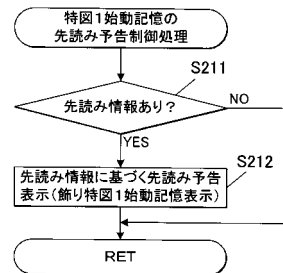 特図1始動記憶の
先読み予告制御処理
S211
先読み情報あり？
NO
YES
S212
先読み情報に基づく先読み予告
表示(飾り特図1始動記憶表示)
RET